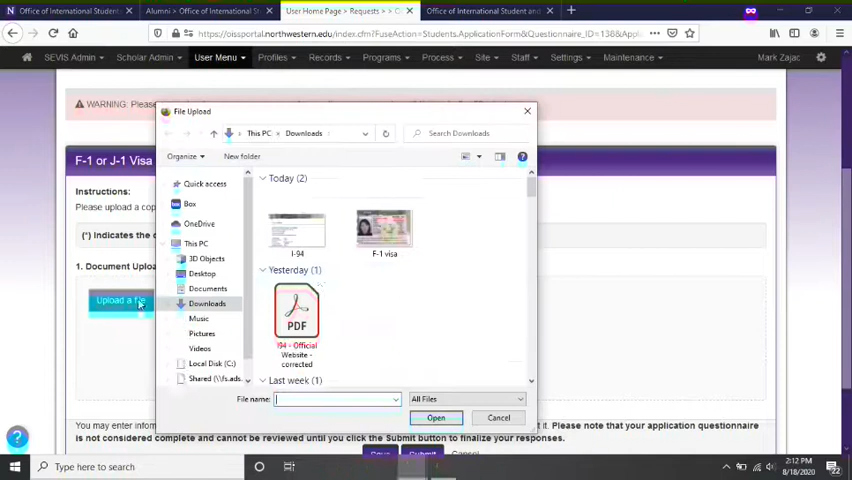 Office of International Student
Alumni > Office of International S
User Home Page > Requests > > C
Office of International Student and
https://oissportal.northwestern.edu/index.cfm?FuseAction=Students.ApplicationForm&Questionnaire_ID=138&Appl
SEVIS Admin
Scholar Admin
User Menu
Profiles
Records
Programs
Process
Site
Staff
Settings
Maintenance
Mark Zajac
WARNING: Please
F-1 or J-1 Visa
Instructions:
Please upload a cop
(*) Indicates the q
1. Document Uploa
Upload a file
File Upload
This PC
Downloads
Search Downloads
Organize
New folder
Quick access
Box
OneDrive
This PC
3D Objects
Desktop
Documents
Downloads
Music
Pictures
Videos
Local Disk (C:)
Shared (\\fs.ads.
Today (2)
I-94
F-1 visa
Yesterday (1)
PDF
I94 - Official
Website -
corrected
Last week (1)
File name:
All Files
Open
Cancel
You may enter inform
it. Please note that your application questionnaire
is not considered complete and cannot be reviewed until you click the Submit button to finalize your responses.
Save
Submit
Cancel
Type here to search
2:12 PM
8/18/2020
22